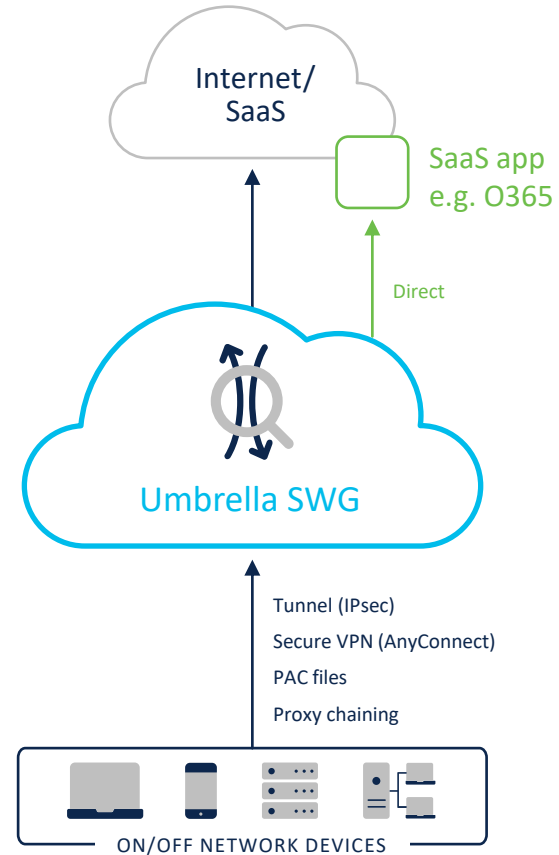 Internet/
SaaS
SaaS app
e.g. O365
Direct
Umbrella SWG
Tunnel (IPsec)
Secure VPN (AnyConnect)
PAC files
Proxy chaining
ON/OFF NETWORK DEVICES